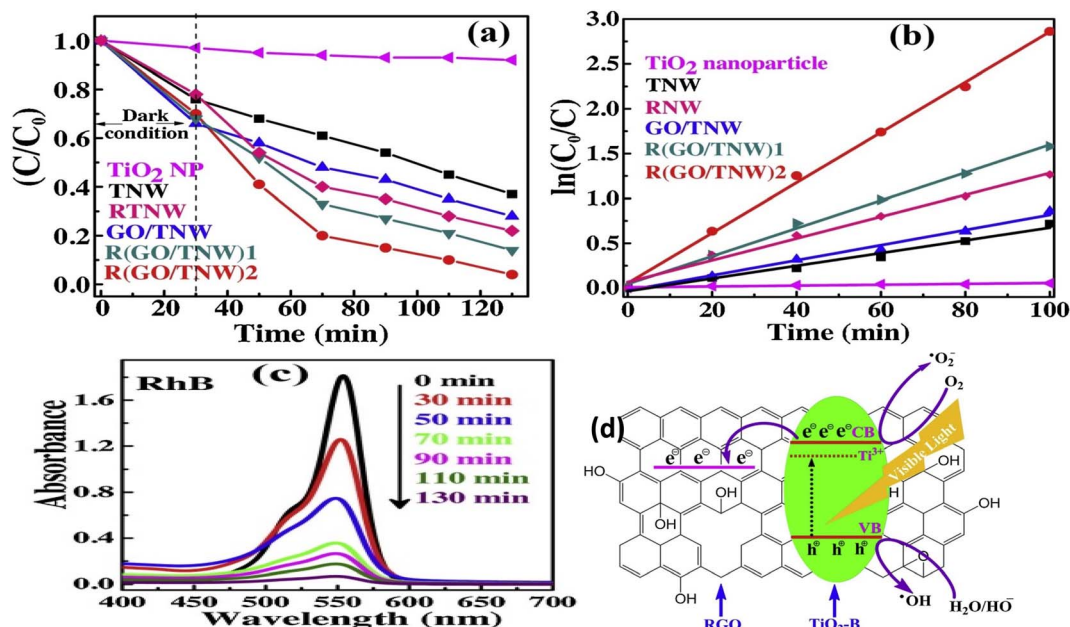 (a)
1.0
0.8
0.6
0.4
0.2
0.0
(C/C₀)
Dark
condition
TiO₂ NP
TNW
RTNW
GO/TNW
R(GO/TNW)1
R(GO/TNW)2
0 20 40 60 80 100 120
Time (min)
(b)
3.0
2.5
2.0
1.5
1.0
0.5
0.0
ln(C₀/C)
TiO₂ nanoparticle
TNW
RNW
GO/TNW
R(GO/TNW)1
R(GO/TNW)2
0 20 40 60 80 100
Time (min)
RhB
(c)
1.8
1.2
0.6
0.0
Absorbance
0 min
30 min
50 min
70 min
90 min
110 min
130 min
400 450 500 550 600 650 700
Wavelength (nm)
(d)
•O₂⁻
O₂
e⊖ e⊖ e⊖ CB
Ti³⁺
e⊖ e⊖ e⊖
Visible Light
HO
OH
OH
OH
H
OH
VB
h⊕ h⊕ h⊕
O
OH
•OH
H₂O/HO⁻
RGO
TiO₂-B